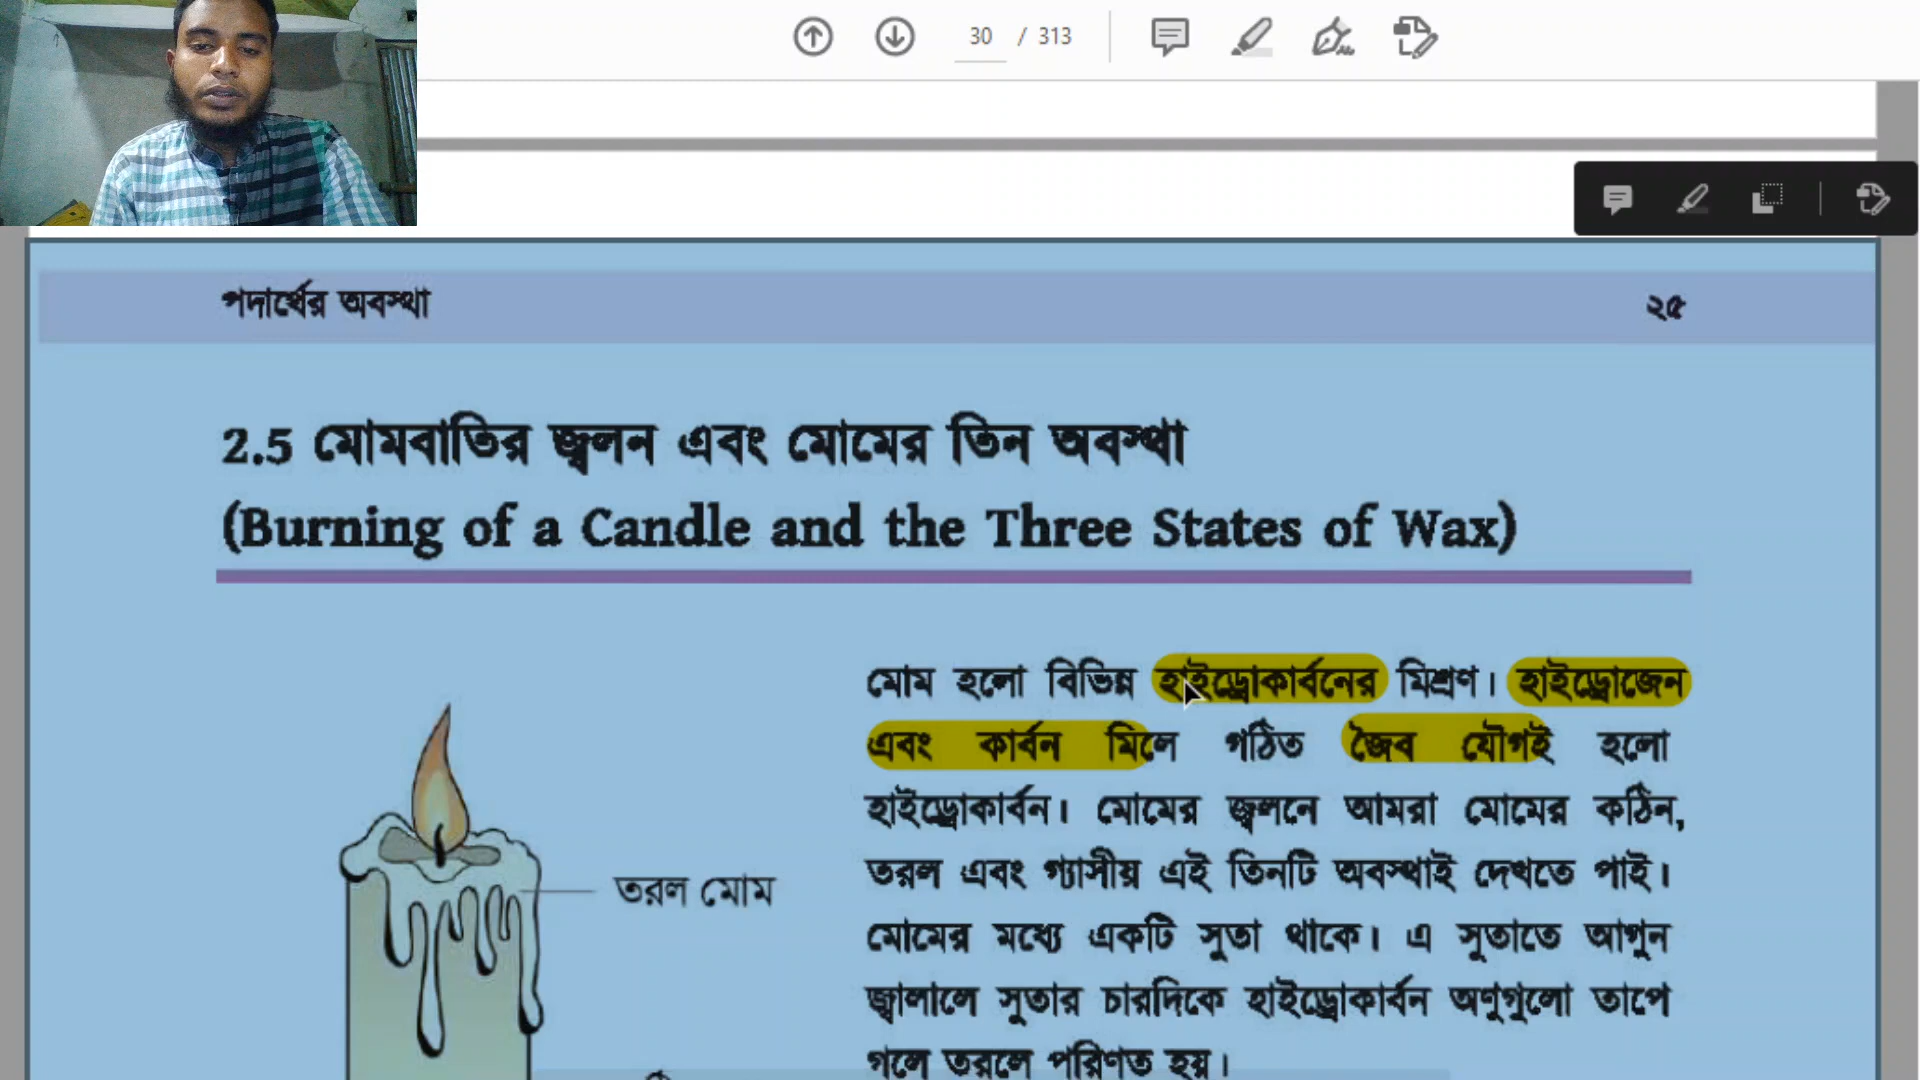 30 / 313
পদার্থের অবস্থা ২৫
2.5 মোমবাতির জ্বলন এবং মোমের তিন অবস্থা
(Burning of a Candle and the Three States of Wax)
মোম হলো বিভিন্ন হাইড্রোকার্বনের মিশ্রণ। হাইড্রোজেন
এবং কার্বন মিলে গঠিত জৈব যৌগই হলো
হাইড্রোকার্বন। মোমের জ্বলনে আমরা মোমের কঠিন,
তরল এবং গ্যাসীয় এই তিনটি অবস্থাই দেখতে পাই।
মোমের মধ্যে একটি সুতা থাকে। এ সুতাতে আগুন
জ্বালালে সুতার চারদিকে হাইড্রোকার্বন অণুগুলো তাপে
গলে তরলে পরিণত হয়।
তরল মোম